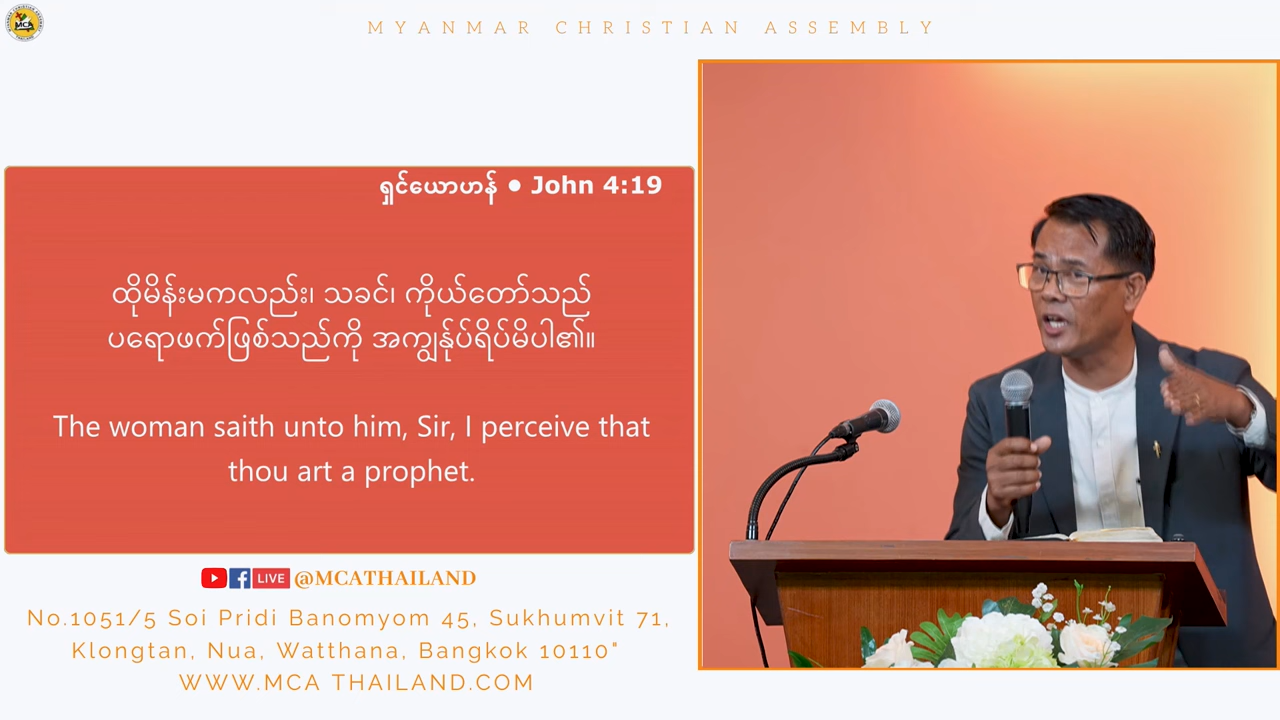 MCA
MYANMAR CHRISTIAN ASSEMBLY
ရှင်ယောဟန် ● John 4:19
ထိုမိန်းမကလည်း၊ သခင်၊ ကိုယ်တော်သည်
ပရောဖက်ဖြစ်သည်ကို အကျွန်ုပ်ရိပ်မိပါ၏။
The woman saith unto him, Sir, I perceive that
thou art a prophet.
LIVE @MCATHAILAND
No.1051/5 Soi Pridi Banomyom 45, Sukhumvit 71,
Klongtan, Nua, Watthana, Bangkok 10110"
WWW.MCA THAILAND.COM